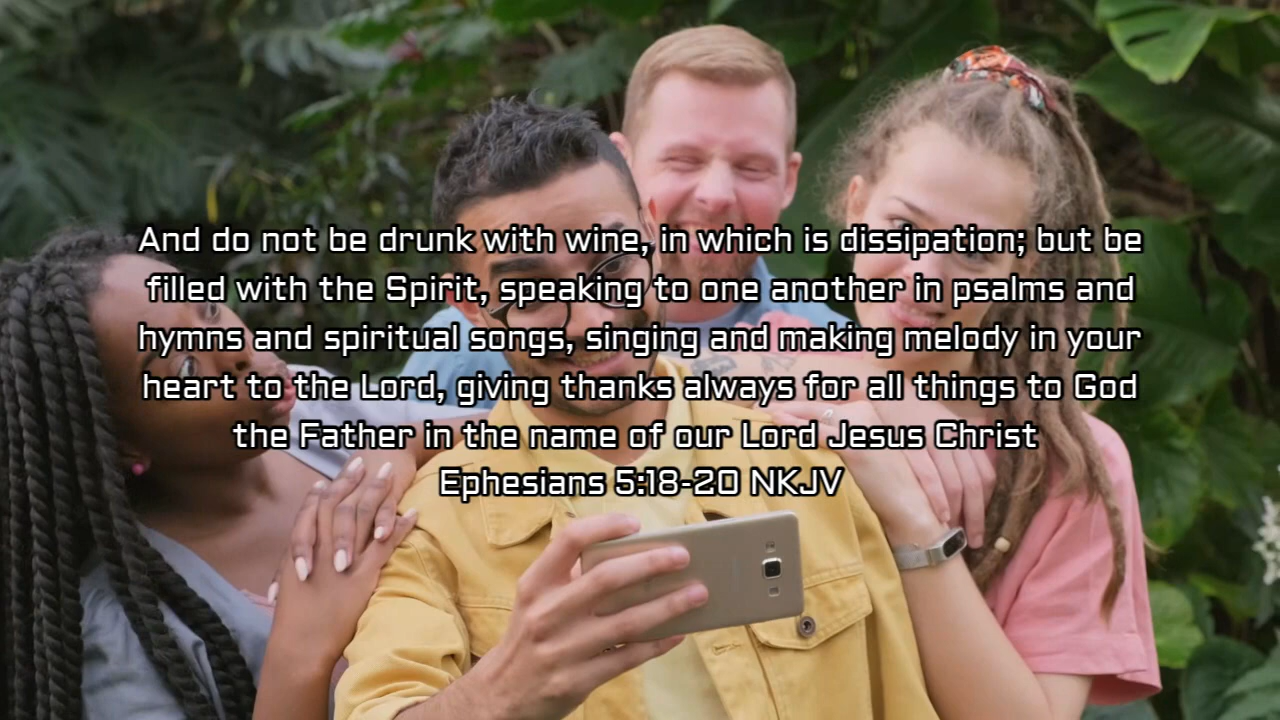 And do not be drunk with wine, in which is dissipation; but be
filled with the Spirit, speaking to one another in psalms and
hymns and spiritual songs, singing and making melody in your
heart to the Lord, giving thanks always for all things to God
the Father in the name of our Lord Jesus Christ
Ephesians 5:18-20 NKJV